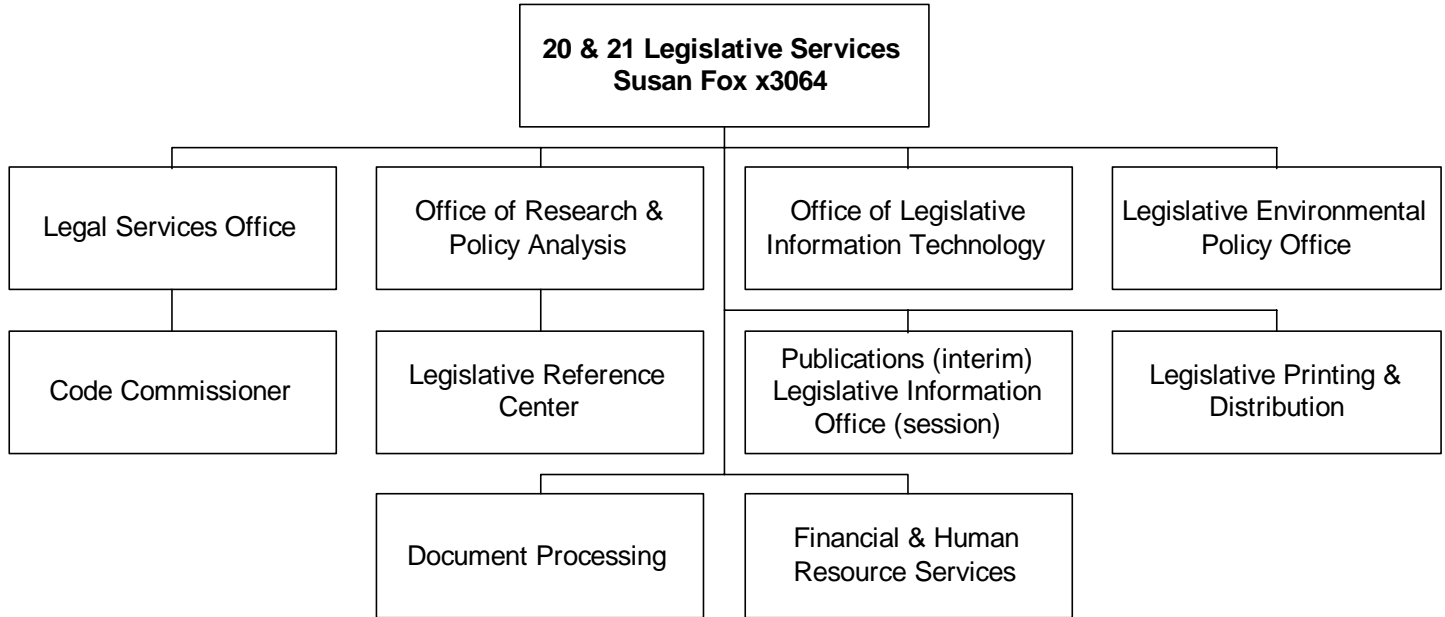 20 & 21 Legislative Services
Susan Fox x3064
Legal Services Office
Office of Research &
Policy Analysis
Office of Legislative
Information Technology
Legislative Environmental
Policy Office
Code Commissioner
Legislative Reference
Center
Publications (interim)
Legislative Information
Office (session)
Legislative Printing &
Distribution
Document Processing
Financial & Human
Resource Services